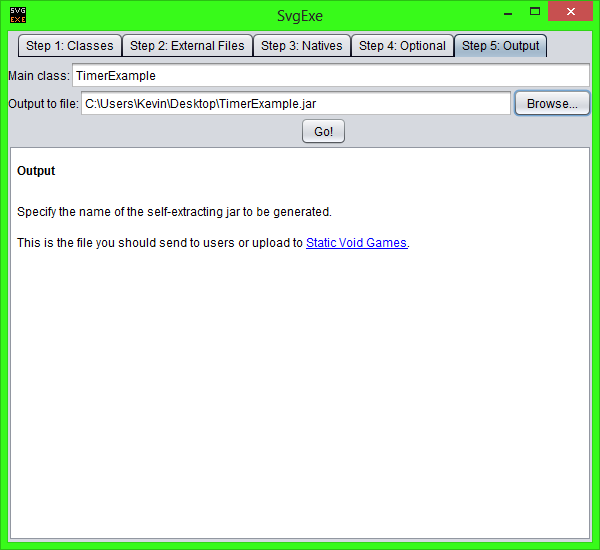 SVG
EXE
SvgExe
Step 1: Classes Step 2: External Files Step 3: Natives Step 4: Optional Step 5: Output
Main class: TimerExample
Output to file: C:\Users\Kevin\Desktop\TimerExample.jar Browse...
Go!
Output
Specify the name of the self-extracting jar to be generated.
This is the file you should send to users or upload to Static Void Games.